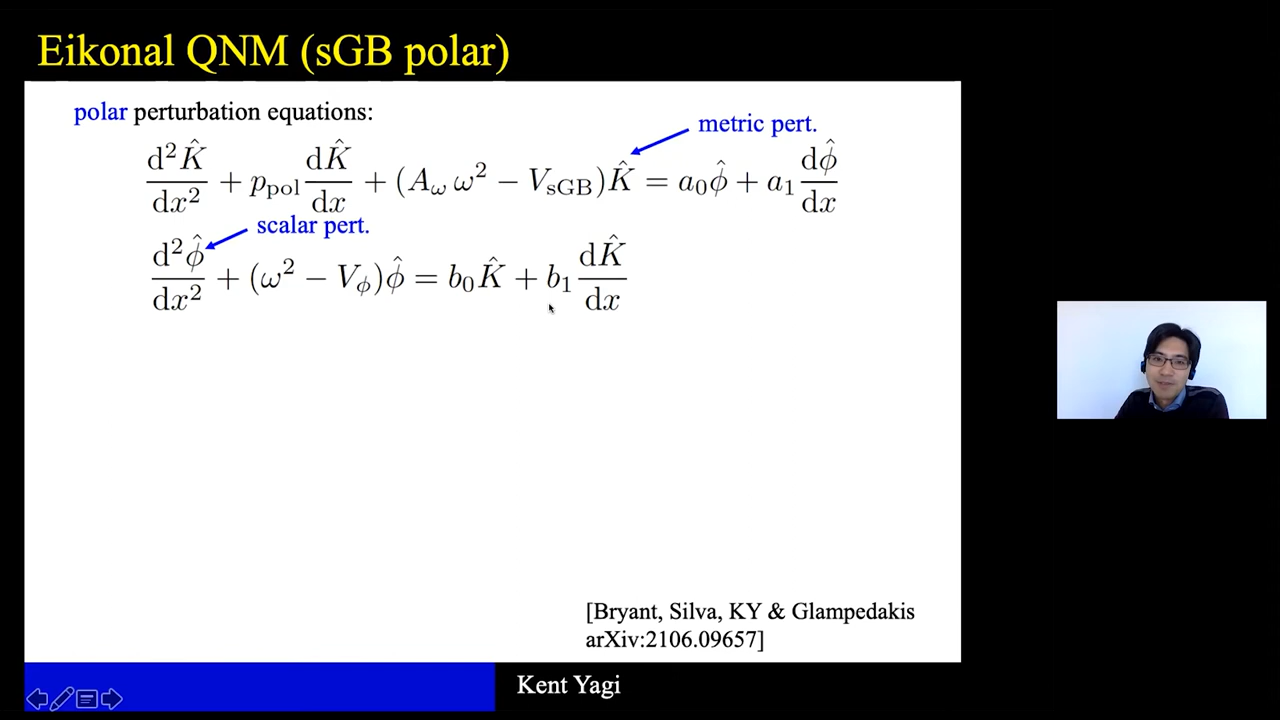 Eikonal QNM (sGB polar)
polar perturbation equations:
metric pert.
d²K̂/dx² + p_pol dK̂/dx + (A_ω ω² − V_sGB)K̂ = a₀φ̂ + a₁ dφ̂/dx
scalar pert.
d²φ̂/dx² + (ω² − V_φ)φ̂ = b₀K̂ + b₁ dK̂/dx
[Bryant, Silva, KY & Glampedakis
arXiv:2106.09657]
Kent Yagi